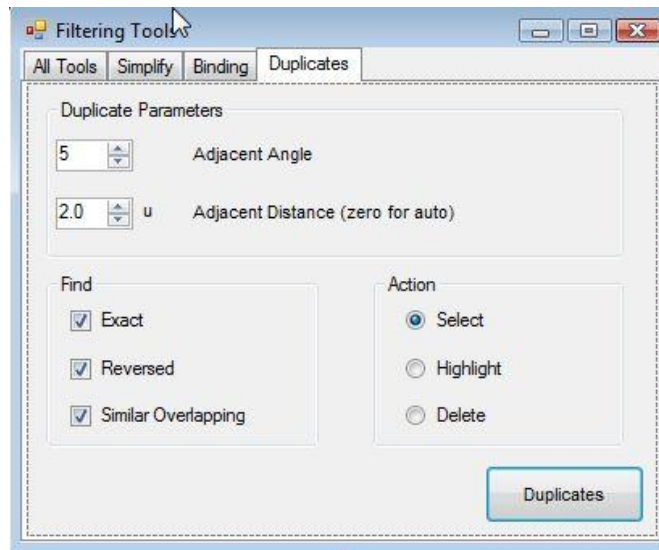 Filtering Tools
All Tools Simplify Binding Duplicates
Duplicate Parameters
5 Adjacent Angle
2.0 u Adjacent Distance (zero for auto)
Find Action
Exact Select
Reversed Highlight
Similar Overlapping Delete
Duplicates